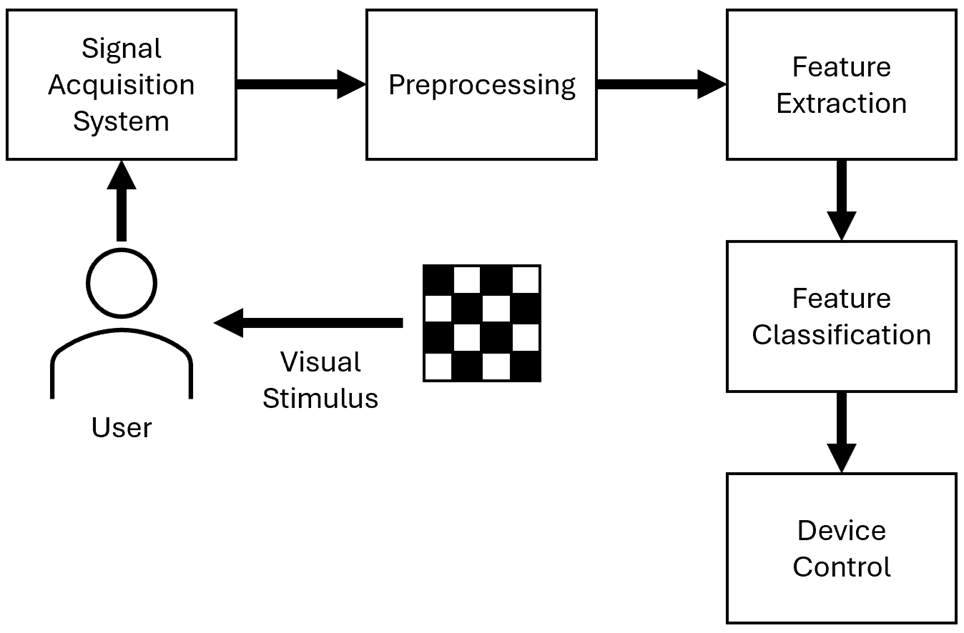 Signal
Acquisition
System
Preprocessing
Feature
Extraction
Feature
Classification
Visual
Stimulus
User
Device
Control